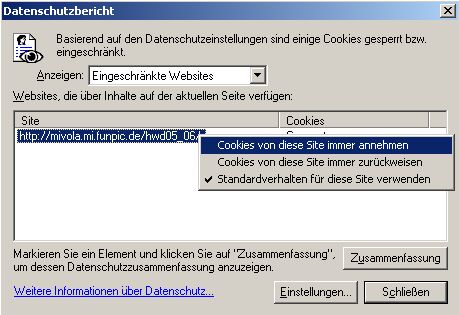 Datenschutzbericht
Basierend auf den Datenschutzeinstellungen sind einige Cookies gesperrt bzw.
eingeschränkt.
Anzeigen: Eingeschränkte Websites
Websites, die über Inhalte auf der aktuellen Seite verfügen:
Site Cookies
http://mivola.mi.funpic.de/hwd05_06/
Cookies von diese Site immer annehmen
Cookies von diese Site immer zurückweisen
Standardverhalten für diese Site verwenden
Markieren Sie ein Element und klicken Sie auf "Zusammenfassung",
um dessen Datenschutzzusammenfassung anzuzeigen.
Zusammenfassung
Weitere Informationen über Datenschutz...
Einstellungen...
Schließen